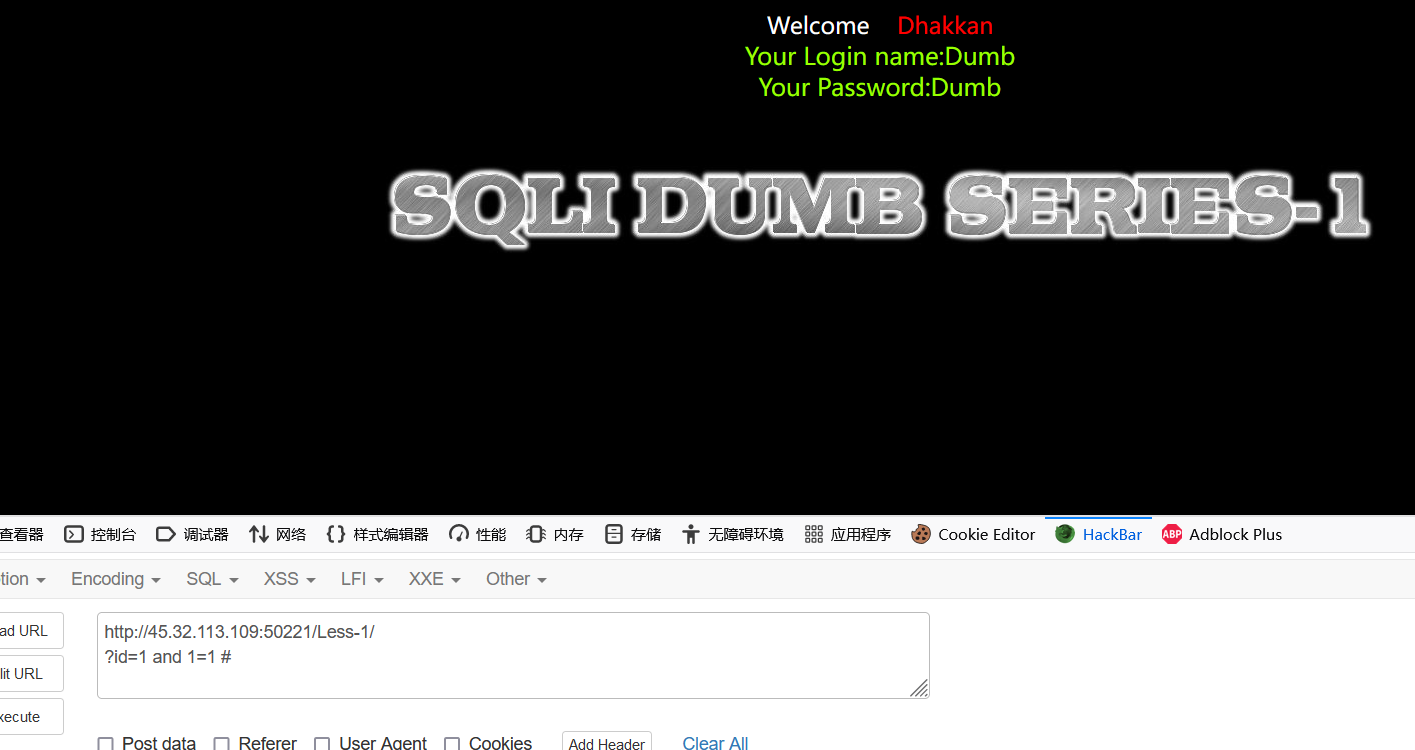 Welcome Dhakkan
Your Login name:Dumb
Your Password:Dumb
SQLI DUMB SERIES-1
查看器 控制台 调试器 网络 样式编辑器 性能 内存 存储 无障碍环境 应用程序 Cookie Editor HackBar ABP Adblock Plus
tion Encoding SQL XSS LFI XXE Other
ad URL
http://45.32.113.109:50221/Less-1/
?id=1 and 1=1 #
lit URL
xecute
Post data Referer User Agent Cookies Add Header Clear All